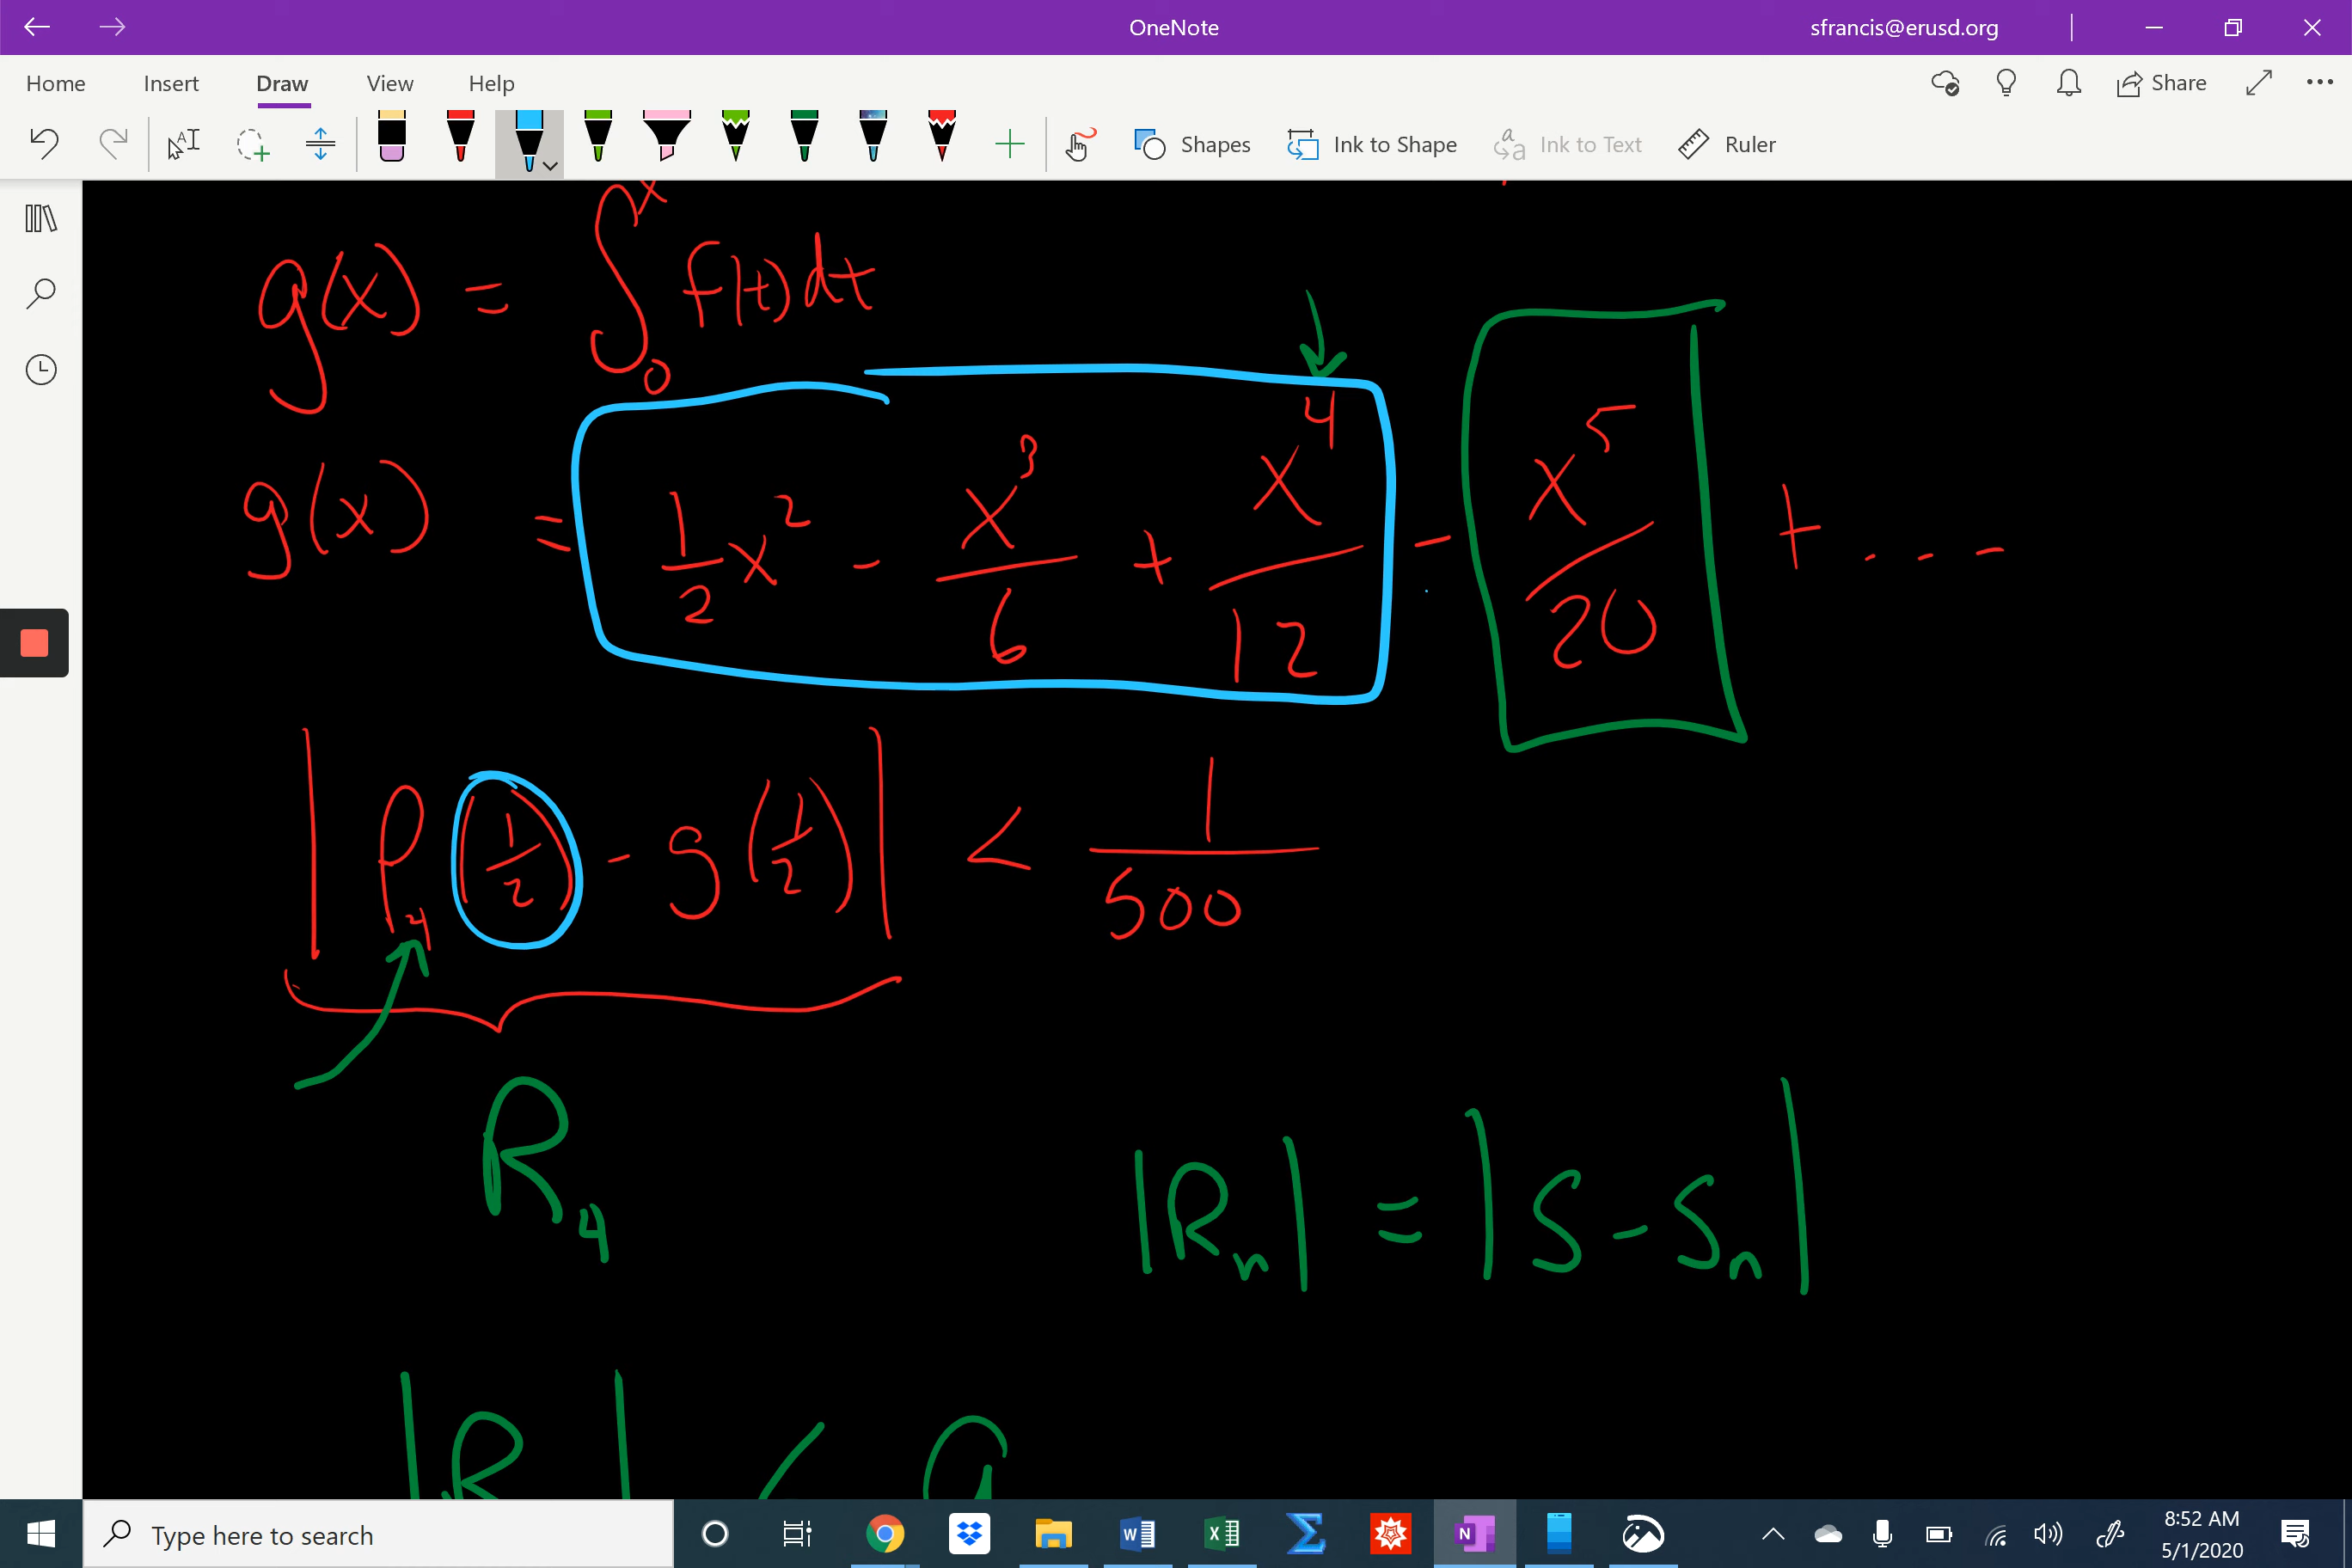 OneNote
sfrancis@erusd.org
Home Insert Draw View Help
Share
Shapes Ink to Shape Ink to Text Ruler
g(x) = ∫₀ˣ f(t)dt
g(x) = 1/2 x² - x³/6 + x⁴/12 - x⁵/20 + ...
|P₄(1/2) - g(1/2)| < 1/500
R₄
|Rₙ| = |S - Sₙ|
Type here to search
8:52 AM
5/1/2020